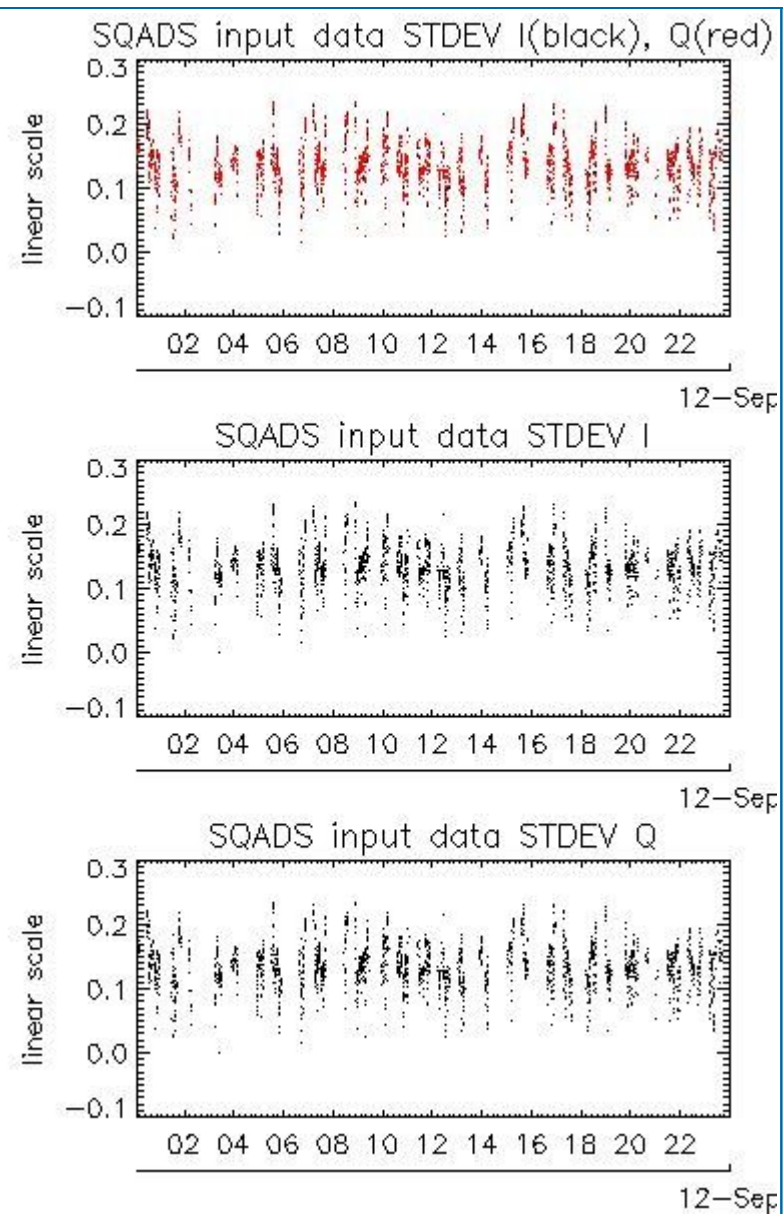 SQADS input data STDEV I(black), Q(red)
0.3
0.2
0.1
0.0
−0.1
linear scale
02 04 06 08 10 12 14 16 18 20 22
12−Sep
SQADS input data STDEV I
0.3
0.2
0.1
0.0
−0.1
linear scale
02 04 06 08 10 12 14 16 18 20 22
12−Sep
SQADS input data STDEV Q
0.3
0.2
0.1
0.0
−0.1
linear scale
02 04 06 08 10 12 14 16 18 20 22
12−Sep